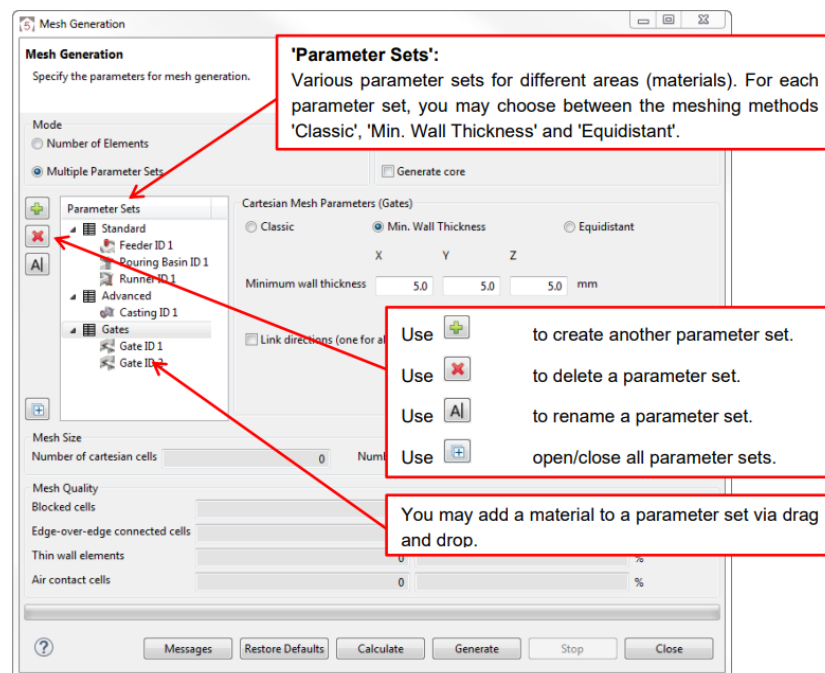 5 Mesh Generation
Mesh Generation
Specify the parameters for mesh generation.
'Parameter Sets':
Various parameter sets for different areas (materials). For each
parameter set, you may choose between the meshing methods
'Classic', 'Min. Wall Thickness' and 'Equidistant'.
Mode
Number of Elements
Multiple Parameter Sets
Generate core
Parameter Sets
Standard
Feeder ID 1
Pouring Basin ID 1
Runner ID 1
Advanced
Casting ID 1
Gates
Gate ID 1
Gate ID 2
A|
Cartesian Mesh Parameters (Gates)
Classic Min. Wall Thickness Equidistant
X Y Z
Minimum wall thickness 5.0 5.0 5.0 mm
Link directions (one for al
Use to create another parameter set.
Use to delete a parameter set.
Use A| to rename a parameter set.
Use open/close all parameter sets.
Mesh Size
Number of cartesian cells 0
Mesh Quality
Blocked cells
Edge-over-edge connected cells
Thin wall elements 0 %
Air contact cells 0 %
You may add a material to a parameter set via drag
and drop.
? Messages Restore Defaults Calculate Generate Stop Close